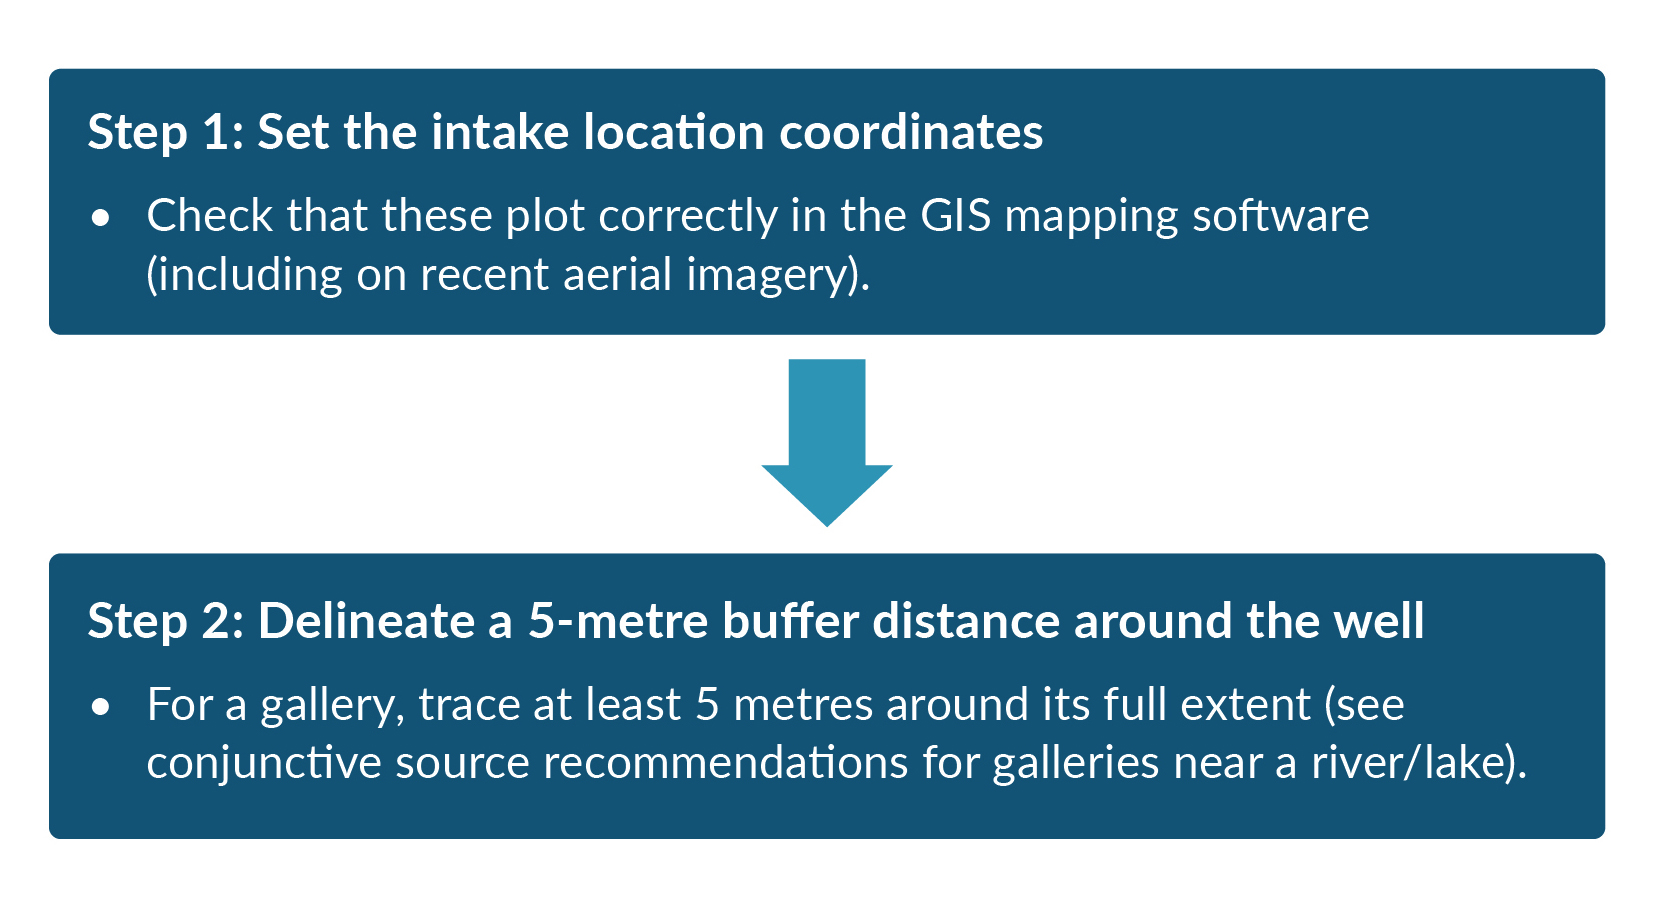 Step 1: Set the intake location coordinates
• Check that these plot correctly in the GIS mapping software
(including on recent aerial imagery).
Step 2: Delineate a 5-metre buffer distance around the well
• For a gallery, trace at least 5 metres around its full extent (see
conjunctive source recommendations for galleries near a river/lake).